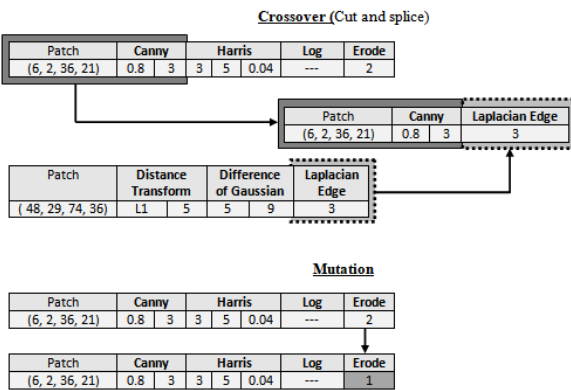 Crossover (Cut and splice)
Patch Canny Harris Log Erode
(6, 2, 36, 21) 0.8 3 3 5 0.04 --- 2
Patch Canny Laplacian Edge
(6, 2, 36, 21) 0.8 3 3
Patch Distance Transform Difference of Gaussian Laplacian Edge
( 48, 29, 74, 36) L1 5 5 9 3
Mutation
Patch Canny Harris Log Erode
(6, 2, 36, 21) 0.8 3 3 5 0.04 --- 2
Patch Canny Harris Log Erode
(6, 2, 36, 21) 0.8 3 3 5 0.04 --- 1